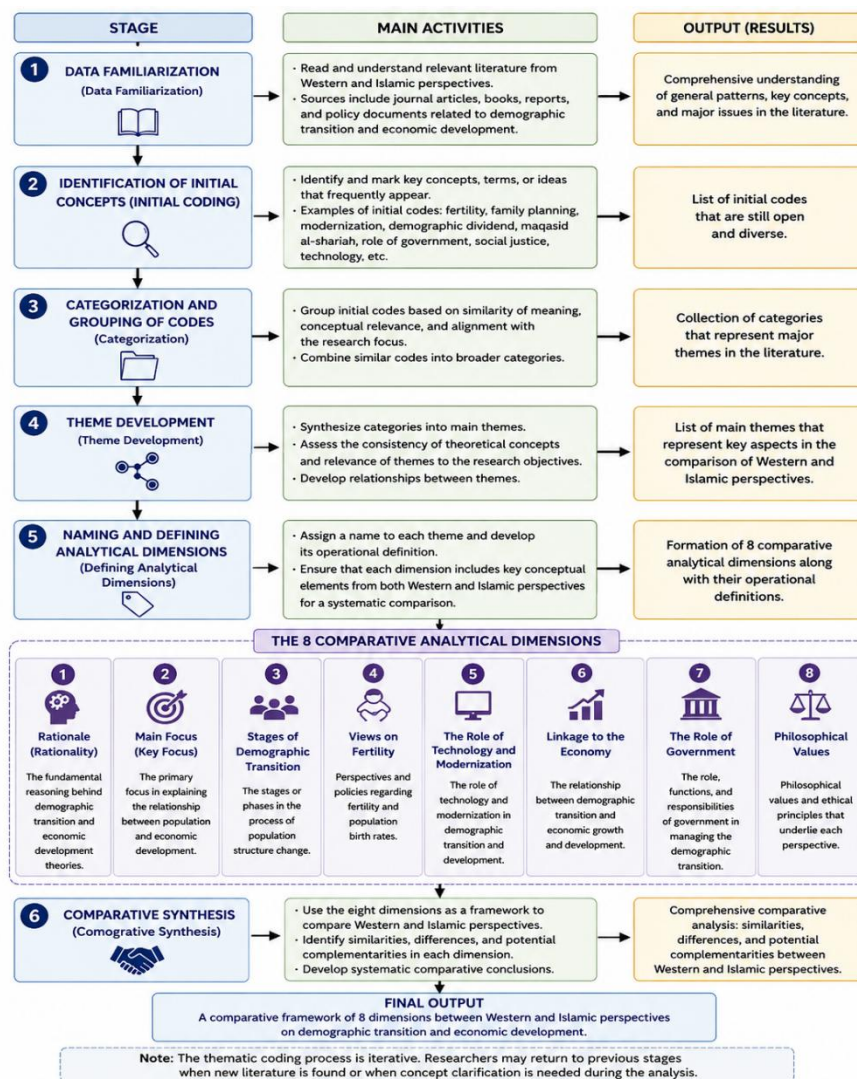 STAGE
MAIN ACTIVITIES
OUTPUT (RESULTS)
1
DATA FAMILIARIZATION
(Data Familiarization)
• Read and understand relevant literature from
Western and Islamic perspectives.
• Sources include journal articles, books, reports,
and policy documents related to demographic
transition and economic development.
Comprehensive understanding
of general patterns, key concepts,
and major issues in the literature.
2
IDENTIFICATION OF INITIAL
CONCEPTS (INITIAL CODING)
• Identify and mark key concepts, terms, or ideas
that frequently appear.
• Examples of initial codes: fertility, family planning,
modernization, demographic dividend, maqasid
al-shariah, role of government, social justice,
technology, etc.
List of initial codes
that are still open
and diverse.
3
CATEGORIZATION AND
GROUPING OF CODES
(Categorization)
• Group initial codes based on similarity of meaning,
conceptual relevance, and alignment with
the research focus.
• Combine similar codes into broader categories.
Collection of categories
that represent major
themes in the literature.
4
THEME DEVELOPMENT
(Theme Development)
• Synthesize categories into main themes.
• Assess the consistency of theoretical concepts
and relevance of themes to the research objectives.
• Develop relationships between themes.
List of main themes that
represent key aspects in the
comparison of Western and
Islamic perspectives.
5
NAMING AND DEFINING
ANALYTICAL DIMENSIONS
(Defining Analytical
Dimensions)
• Assign a name to each theme and develop
its operational definition.
• Ensure that each dimension includes key conceptual
elements from both Western and Islamic perspectives
for a systematic comparison.
Formation of 8 comparative
analytical dimensions along
with their operational
definitions.
THE 8 COMPARATIVE ANALYTICAL DIMENSIONS
1
Rationale
(Rationality)
The fundamental
reasoning behind
demographic
transition and
economic
development
theories.
2
Main Focus
(Key Focus)
The primary
focus in explaining
the relationship
between population
and economic
development.
3
Stages of
Demographic
Transition
The stages or
phases in the
process of
population
structure change.
4
Views on
Fertility
Perspectives and
policies regarding
fertility and
population
birth rates.
5
The Role of
Technology and
Modernization
The role of
technology and
modernization in
demographic
transition and
development.
6
Linkage to the
Economy
The relationship
between demographic
transition and
economic growth
and development.
7
The Role of
Government
The role,
functions, and
responsibilities
of government in
managing the
demographic
transition.
8
Philosophical
Values
Philosophical
values and ethical
principles that
underlie each
perspective.
6
COMPARATIVE SYNTHESIS
(Comogrative Synthesis)
• Use the eight dimensions as a framework to
compare Western and Islamic perspectives.
• Identify similarities, differences, and potential
complementarities in each dimension.
• Develop systematic comparative conclusions.
Comprehensive comparative
analysis: similarities,
differences, and potential
complementarities between
Western and Islamic perspectives.
FINAL OUTPUT
A comparative framework of 8 dimensions between Western and Islamic perspectives
on demographic transition and economic development.
Note: The thematic coding process is iterative. Researchers may return to previous stages
when new literature is found or when concept clarification is needed during the analysis.